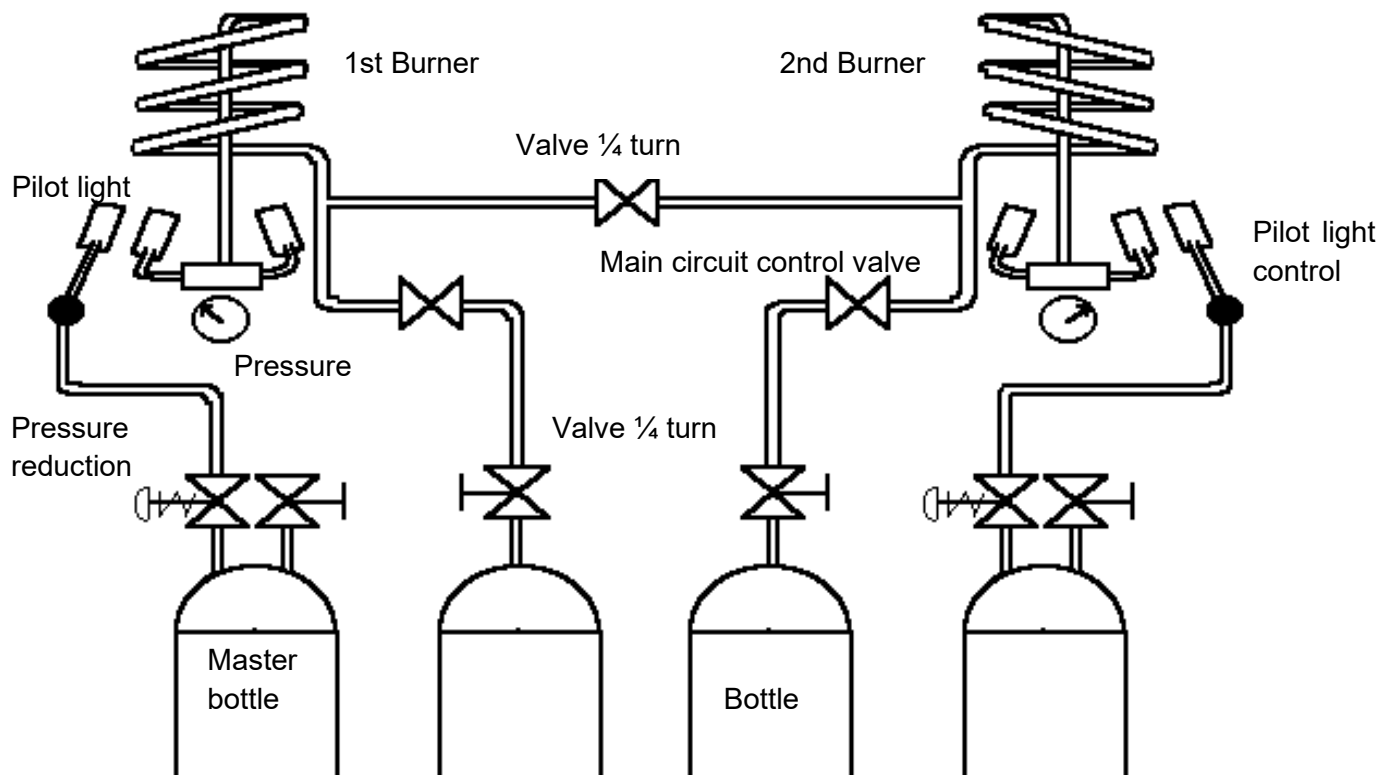 1st Burner
2nd Burner
Valve ¼ turn
Pilot light
Main circuit control valve
Pilot light
control
Pressure
Pressure
reduction
Valve ¼ turn
Master
bottle
Bottle